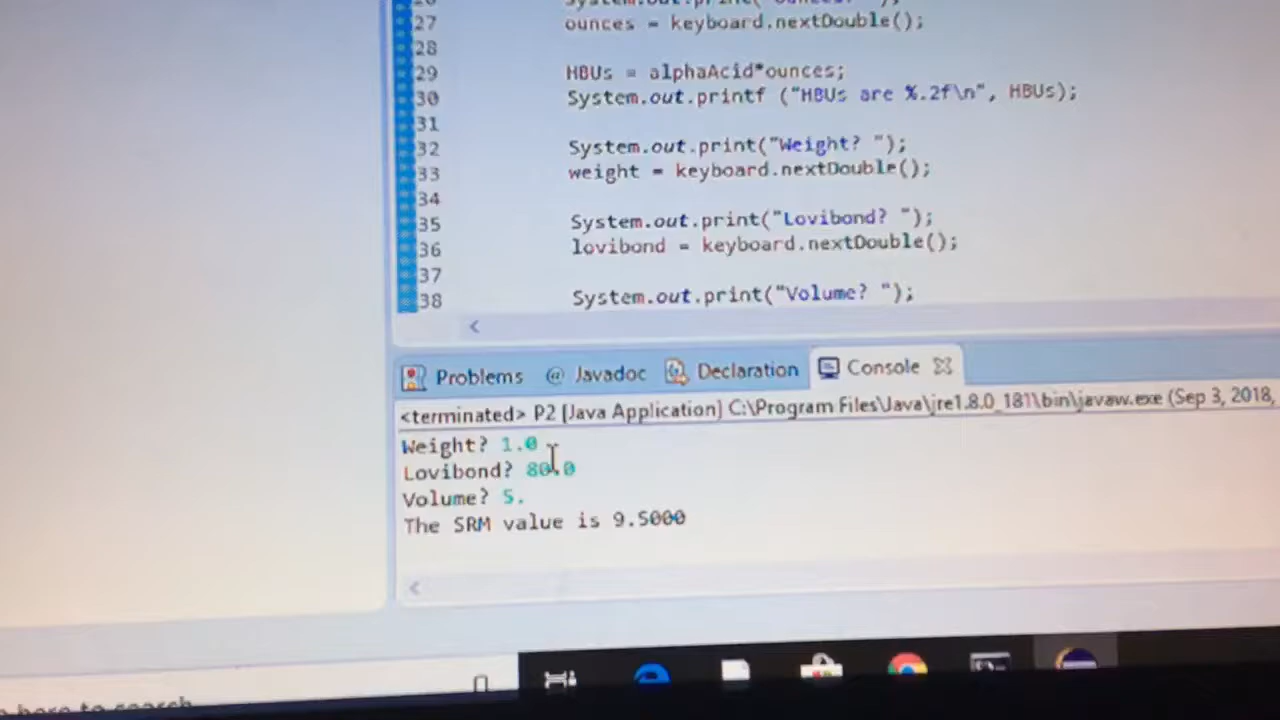 27 ounces = keyboard.nextDouble();
28
29 HBUs = alphaAcid*ounces;
30 System.out.printf ("HBUs are %.2f\n", HBUs);
31
32 System.out.print("Weight? ");
33 weight = keyboard.nextDouble();
34
35 System.out.print("Lovibond? ");
36 lovibond = keyboard.nextDouble();
37
38 System.out.print("Volume? ");
Problems @ Javadoc Declaration Console
<terminated> P2 [Java Application] C:\Program Files\Java\jre1.8.0_181\bin\javaw.exe (Sep 3, 2018,
Weight? 1.0
Lovibond? 80.0
Volume? 5.
The SRM value is 9.5000
here to search